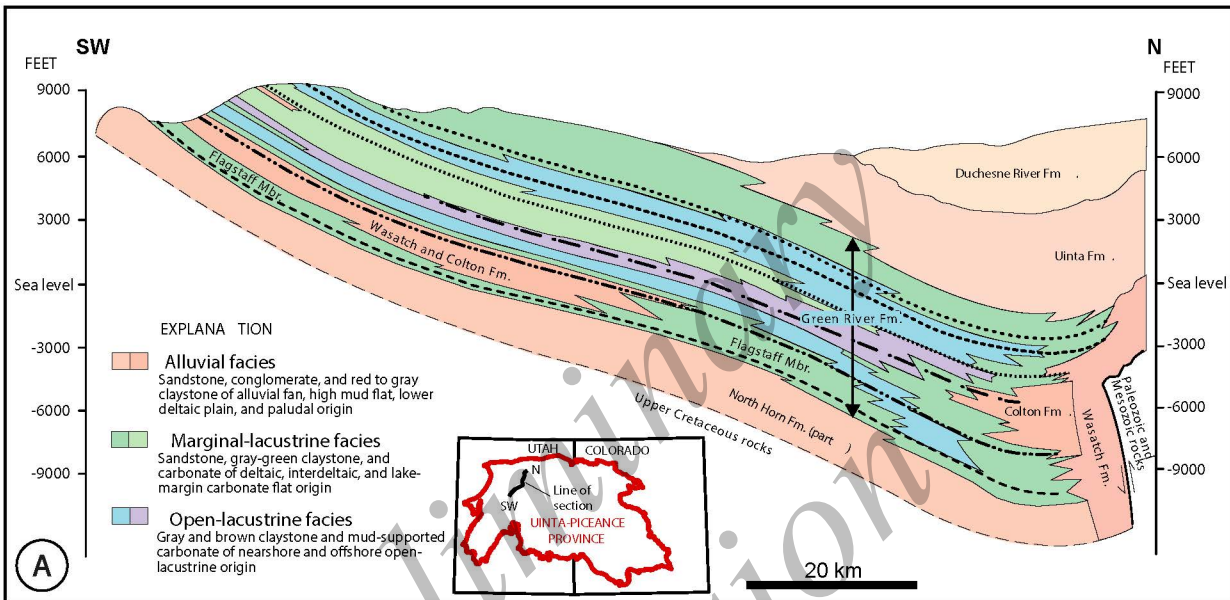 SW
N
FEET
FEET
9000
6000
3000
Sea level
-3000
-6000
-9000
9000
6000
3000
Sea level
-3000
-6000
-9000
Duchesne River Fm .
Uinta Fm .
Flagstaff Mbr.
Wasatch and Colton Fm.
Green River Fm.
Flagstaff Mbr.
North Horn Fm. (part )
Upper Cretaceous rocks
Colton Fm .
Wasatch Fm.
Paleozoic and
Mesozoic rocks
EXPLANA TION
Alluvial facies
Sandstone, conglomerate, and red to gray
claystone of alluvial fan, high mud flat, lower
deltaic plain, and paludal origin
Marginal-lacustrine facies
Sandstone, gray-green claystone, and
carbonate of deltaic, interdeltaic, and lake-
margin carbonate flat origin
Open-lacustrine facies
Gray and brown claystone and mud-supported
carbonate of nearshore and offshore open-
lacustrine origin
UTAH
COLORADO
N
Line of
section
SW
UINTA-PICEANCE
PROVINCE
20 km
A